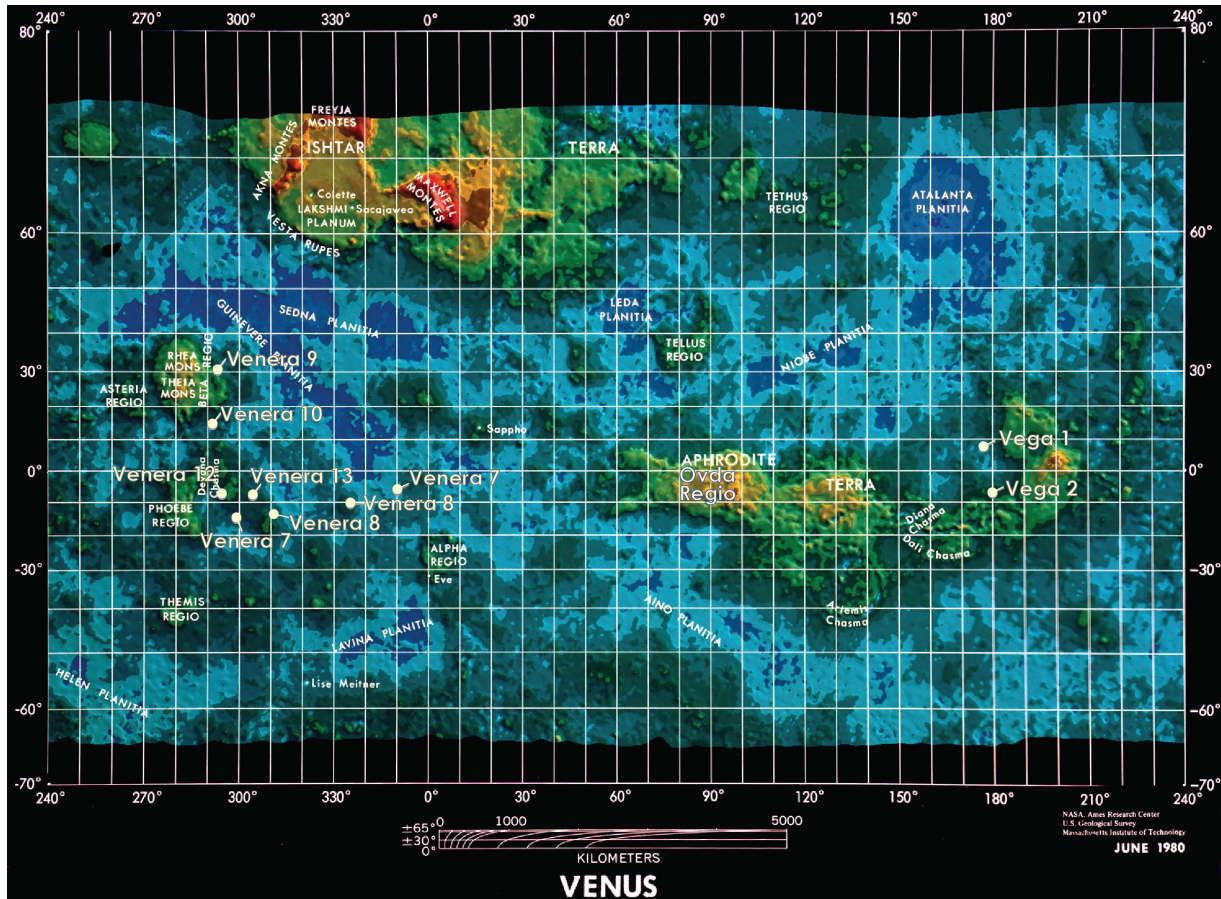 240° 270° 300° 330° 0° 30° 60° 90° 120° 150° 180° 210° 240°
80° 80°
FREYJA
MONTES
AKNA MONTES
ISHTAR
TERRA
MAXWELL
MONTES
Colette
LAKSHMI
PLANUM
Sacajawea
VESTA RUPES
TETHUS
REGIO
ATALANTA
PLANITIA
60° 60°
GUINEVERE PLANITIA
SEDNA PLANITIA
LEDA
PLANITIA
TELLUS
REGIO
NIOBE PLANITIA
RHEA
MONS
THEIA
MONS
BETA REGIO
Venera 9
30° 30°
ASTERIA
REGIO
Venera 10
Sappho
Vega 1
0° 0°
Venera 12
Devana
Chasma
Venera 13
Venera 7
APHRODITE
Ovda
Regio
TERRA
Vega 2
PHOEBE
REGIO
Venera 8
Venera 8
Venera 7
Diana
Chasma
Dali Chasma
ALPHA
REGIO
Eve
-30° -30°
THEMIS
REGIO
AINO PLANITIA
Artemis
Chasma
LAVINA PLANITIA
HELEN PLANITIA
Lise Meitner
-60° -60°
-70° -70°
240° 270° 300° 330° 0° 30° 60° 90° 120° 150° 180° 210° 240°
0 1000 5000
±65°
±30°
0°
KILOMETERS
NASA, Ames Research Center
U.S. Geological Survey
Massachusetts Institute of Technology
JUNE 1980
VENUS